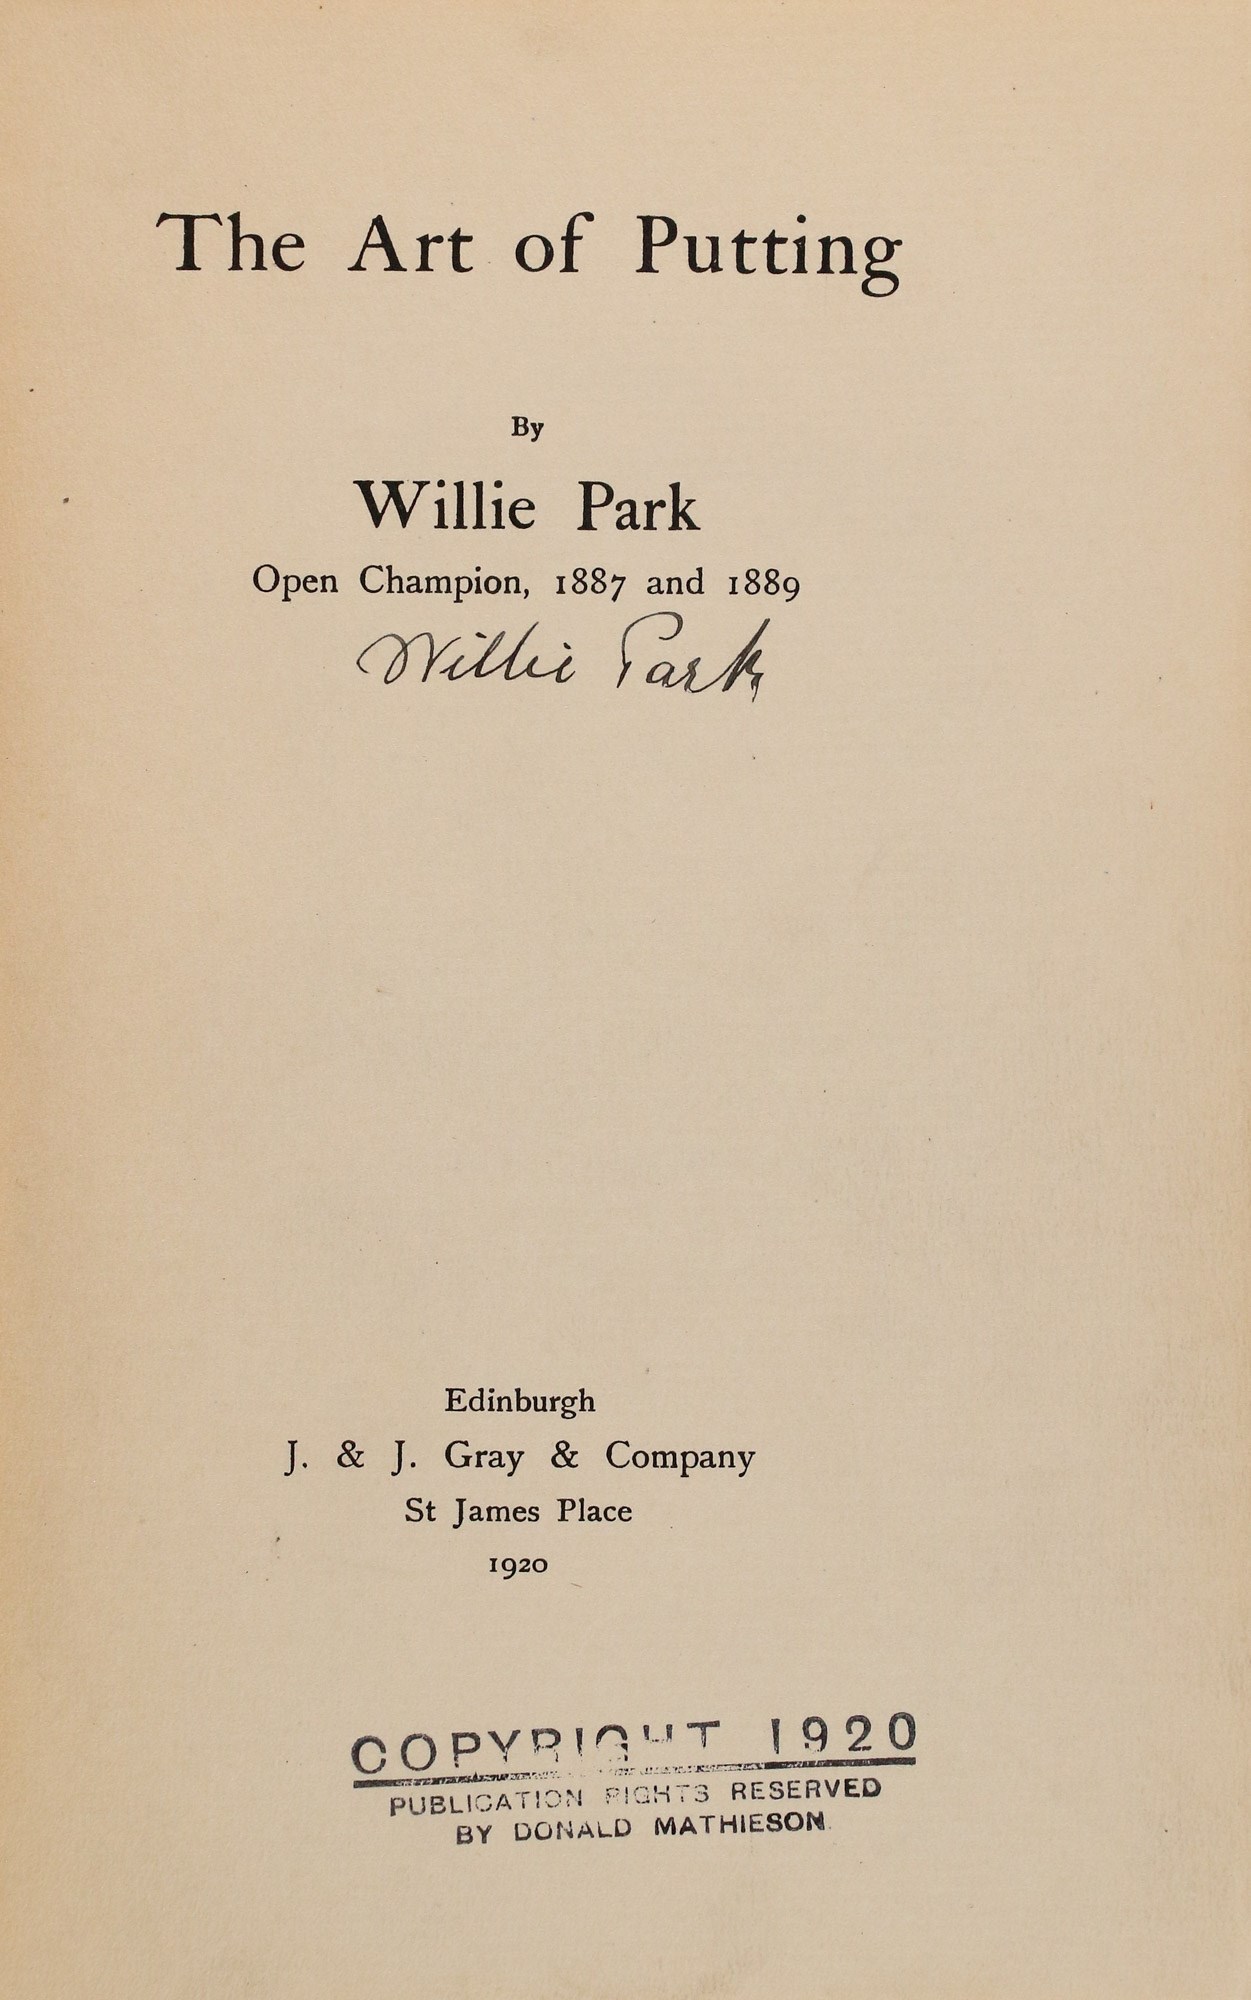 The Art of Putting
By
Willie Park
Open Champion, 1887 and 1889
Willie Park
Edinburgh
J. & J. Gray & Company
St James Place
1920
COPYRIGHT 1920
PUBLICATION RIGHTS RESERVED
BY DONALD MATHIESON.